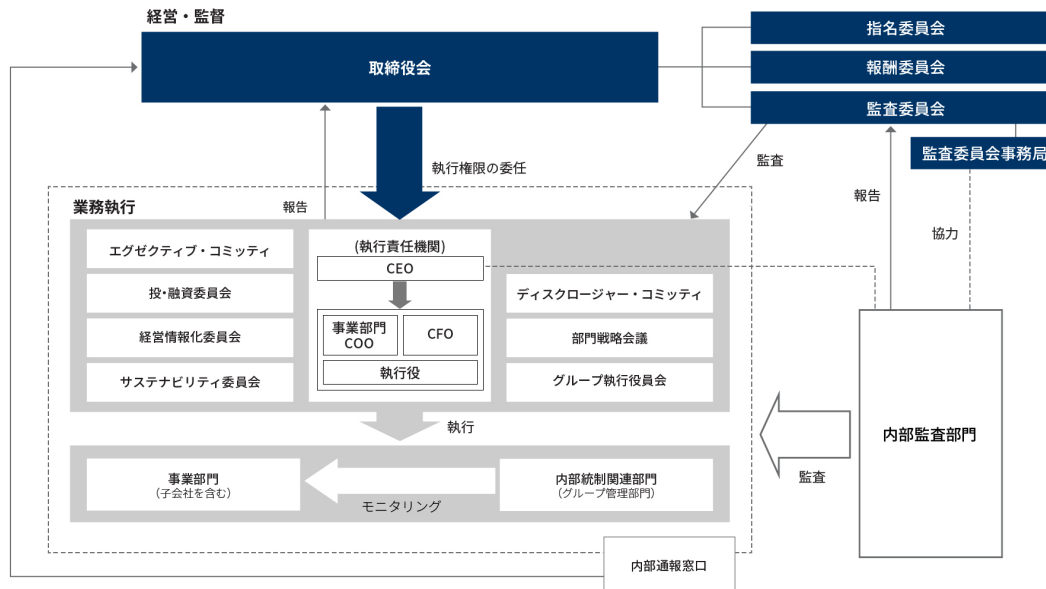 経営・監督
取締役会
指名委員会
報酬委員会
監査委員会
監査委員会事務局
執行権限の委任
監査
報告
協力
業務執行
報告
エグゼクティブ・コミッティ
投・融資委員会
経営情報化委員会
サステナビリティ委員会
(執行責任機関)
CEO
事業部門
COO
CFO
執行役
ディスクロージャー・コミッティ
部門戦略会議
グループ執行役員会
執行
事業部門
(子会社を含む)
モニタリング
内部統制関連部門
(グループ管理部門)
監査
内部監査部門
内部通報窓口